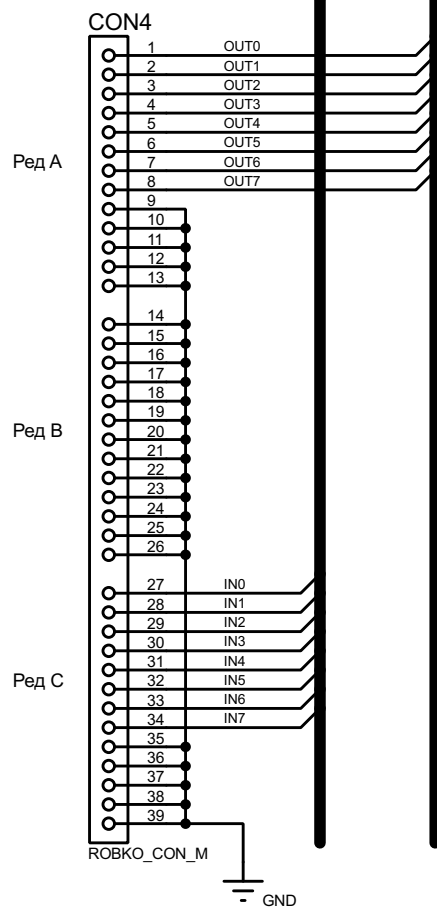 CON4
1 OUT0
2 OUT1
3 OUT2
4 OUT3
5 OUT4
6 OUT5
Ред A
7 OUT6
8 OUT7
9
10
11
12
13
14
15
16
17
18
19
Ред B
20
21
22
23
24
25
26
27 IN0
28 IN1
29 IN2
30 IN3
31 IN4
Ред C
32 IN5
33 IN6
34 IN7
35
36
37
38
39
ROBKO_CON_M
GND